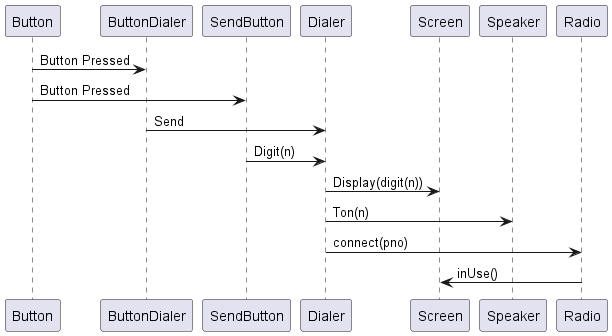 Button ButtonDialer SendButton Dialer Screen Speaker Radio
Button Pressed
Button Pressed
Send
Digit(n)
Display(digit(n))
Ton(n)
connect(pno)
inUse()
Button ButtonDialer SendButton Dialer Screen Speaker Radio